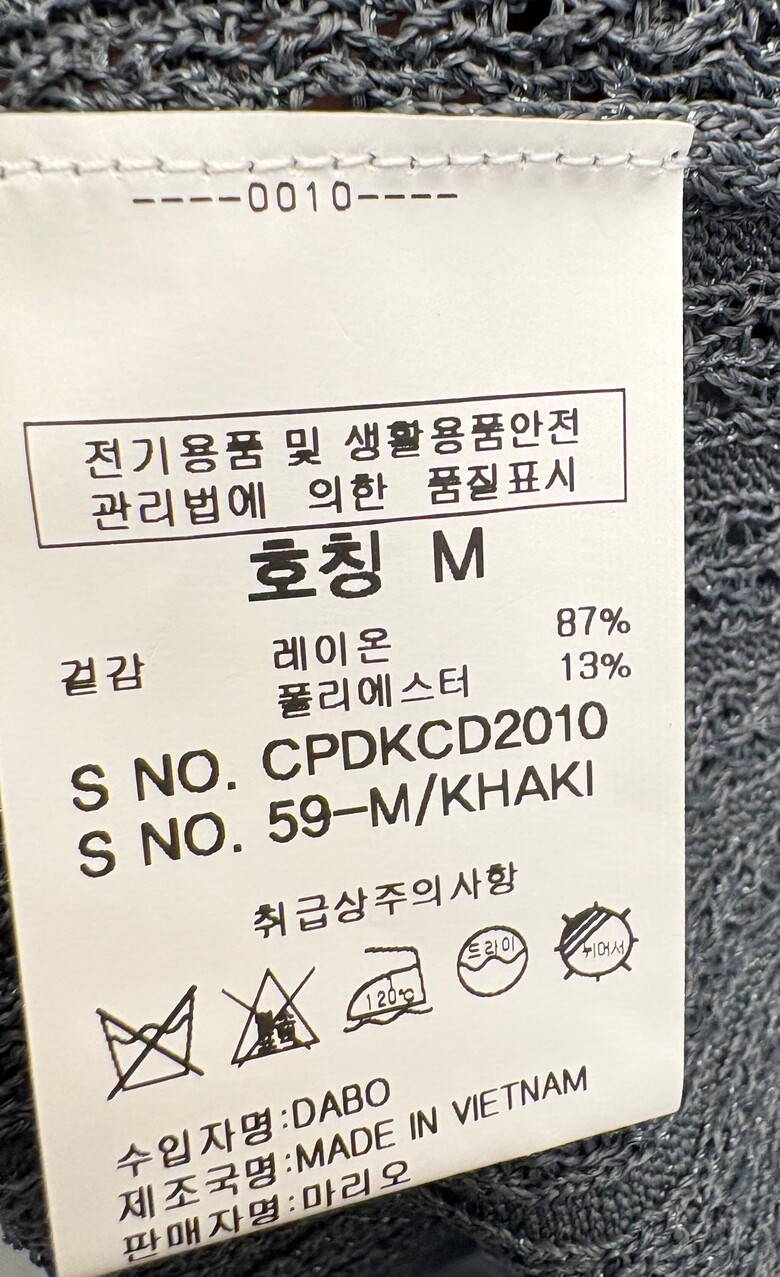 ----0010----
전기용품 및 생활용품안전
관리법에 의한 품질표시
호칭 M
겉감 레이온 87%
폴리에스터 13%
S NO. CPDKCD2010
S NO. 59-M/KHAKI
취급상주의사항
120℃ 드라이 뉘어서
수입자명:DABO
제조국명:MADE IN VIETNAM
판매자명:마리오